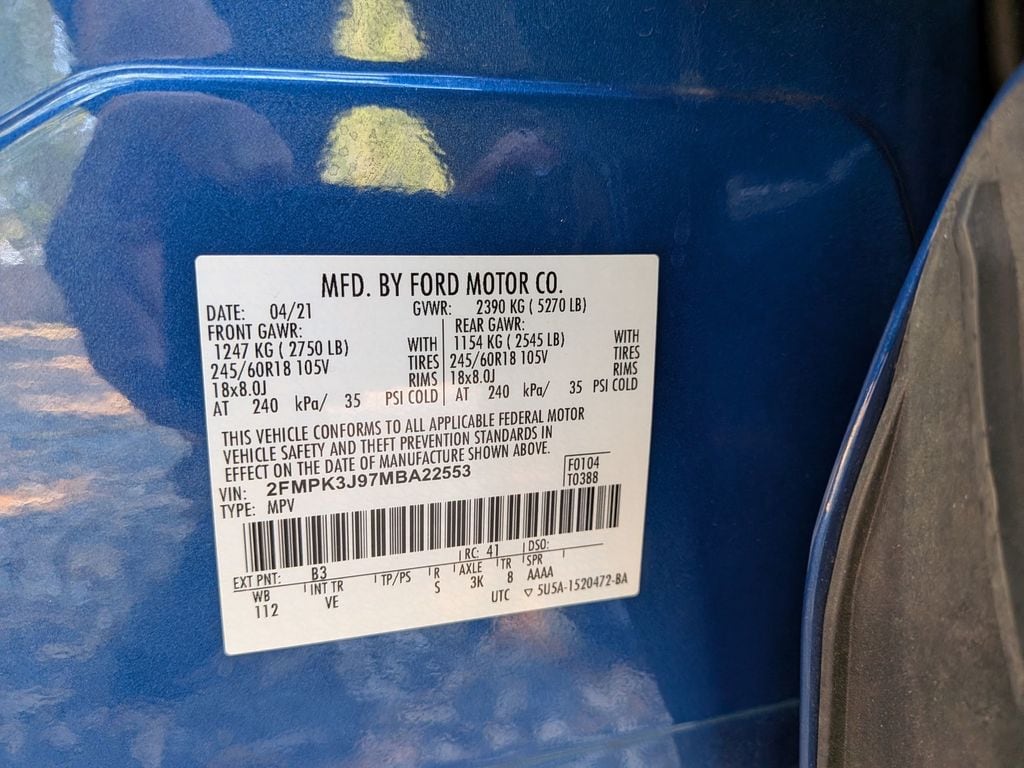 MFD. BY FORD MOTOR CO.
DATE: 04/21 GVWR: 2390 KG ( 5270 LB)
FRONT GAWR: REAR GAWR:
1247 KG ( 2750 LB) WITH 1154 KG ( 2545 LB) WITH
245/60R18 105V TIRES 245/60R18 105V TIRES
18x8.0J RIMS 18x8.0J RIMS
AT 240 kPa/ 35 PSI COLD AT 240 kPa/ 35 PSI COLD
THIS VEHICLE CONFORMS TO ALL APPLICABLE FEDERAL MOTOR
VEHICLE SAFETY AND THEFT PREVENTION STANDARDS IN
EFFECT ON THE DATE OF MANUFACTURE SHOWN ABOVE.
VIN: 2FMPK3J97MBA22553 F0104
TYPE: MPV T0388
EXT PNT: B3 RC: 41 DSO:
WB INT TR TP/PS R AXLE TR SPR
112 VE S 3K 8 AAAA
UTC ▽ 5U5A-1520472-BA